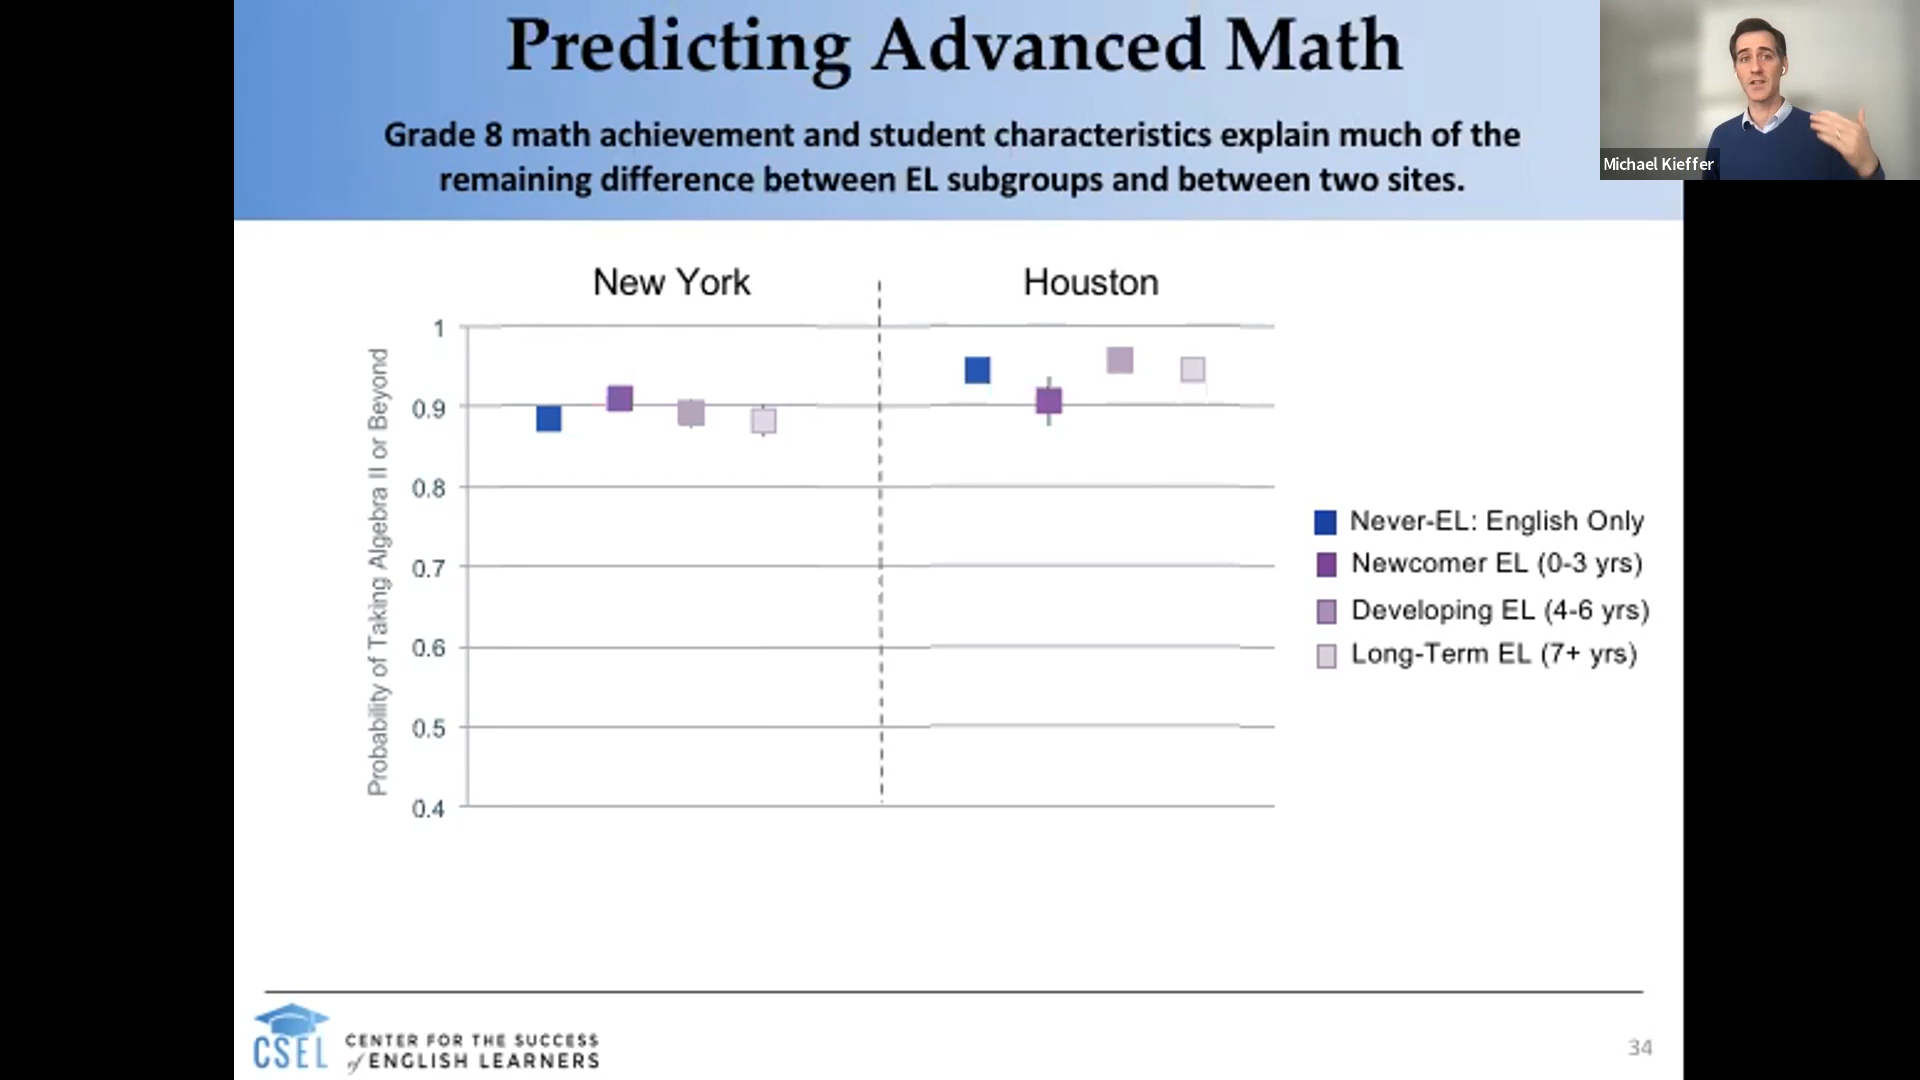 Predicting Advanced Math
Grade 8 math achievement and student characteristics explain much of the
remaining difference between EL subgroups and between two sites.
Michael Kieffer
New York
Houston
Probability of Taking Algebra II or Beyond
1
0.9
0.8
0.7
0.6
0.5
0.4
Never-EL: English Only
Newcomer EL (0-3 yrs)
Developing EL (4-6 yrs)
Long-Term EL (7+ yrs)
CSEL
CENTER FOR THE SUCCESS
of ENGLISH LEARNERS
34